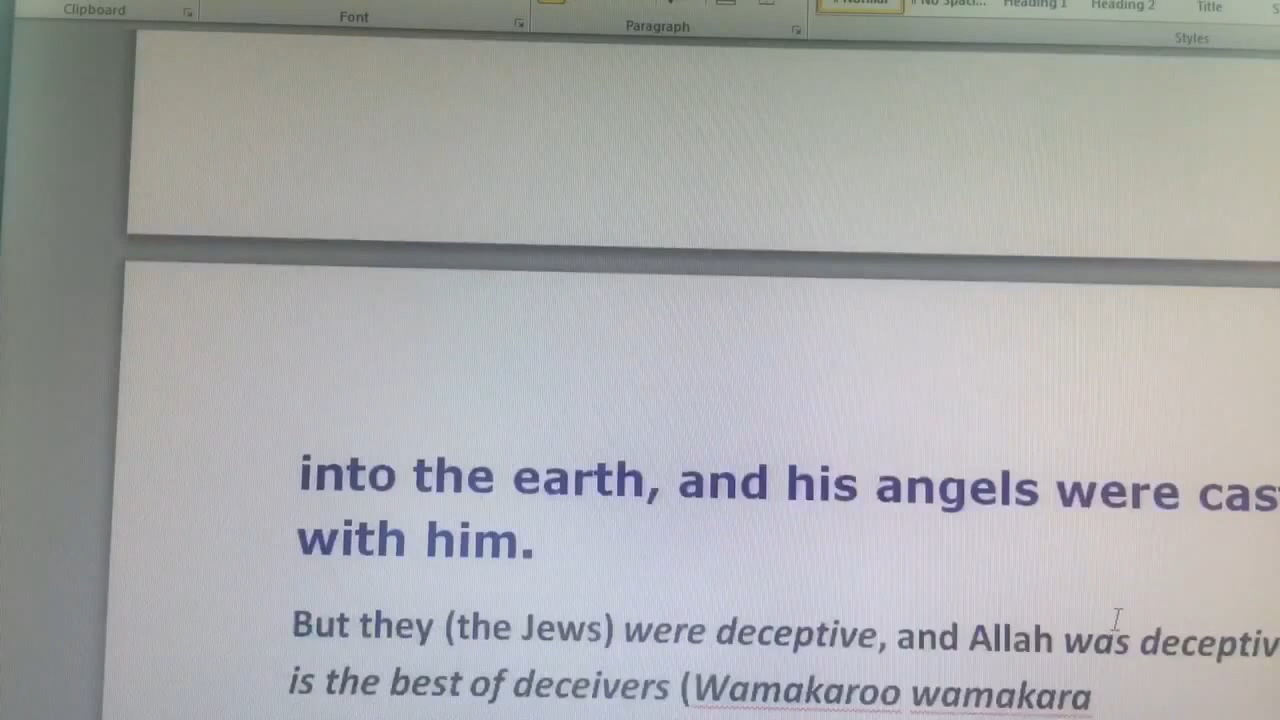 Clipboard
Font
Paragraph
Heading 1
Heading 2
Title
Styles
into the earth, and his angels were cas
with him.
But they (the Jews) were deceptive, and Allah was deceptiv
is the best of deceivers (Wamakaroo wamakara